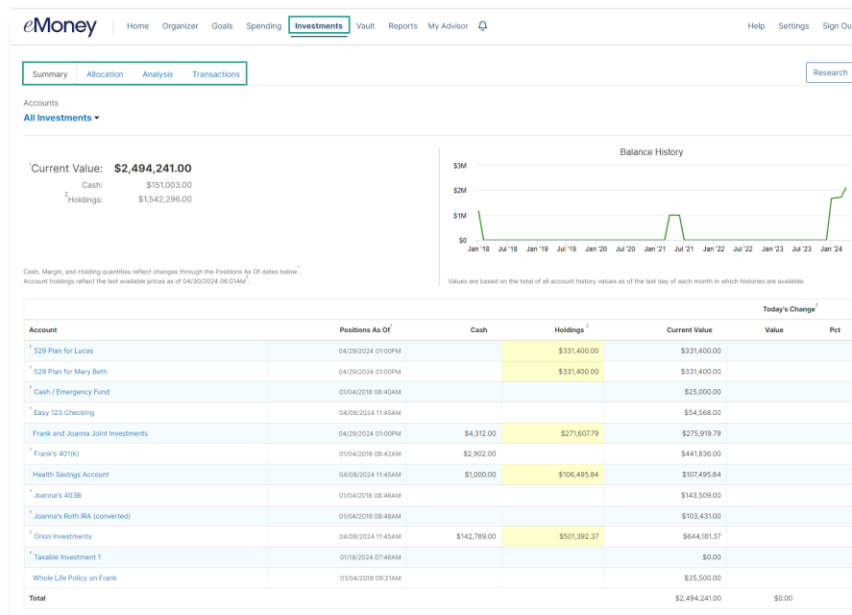 eMoney Home Organizer Goals Spending Investments Vault Reports My Advisor Help Settings Sign Ou
Summary Allocation Analysis Transactions Research
Accounts
All Investments
Balance History
1Current Value: $2,494,241.00
Cash: $151,003.00
2Holdings: $1,542,296.00
$3M
$2M
$1M
$0
Jan '18 Jul '18 Jan '19 Jul '19 Jan '20 Jul '20 Jan '21 Jul '21 Jan '22 Jul '22 Jan '23 Jul '23 Jan '24
Cash, Margin, and Holding quantities reflect changes through the Positions As Of dates below1.
Account holdings reflect the last available prices as of 04/30/2024 06:01AM2.
Values are based on the total of all account history values as of the last day of each month in which histories are available.
Today's Change3
Account Positions As Of1 Cash Holdings2 Current Value Value Pct
529 Plan for Lucas 04/29/2024 01:00PM $331,400.00 $331,400.00
529 Plan for Mary Beth 04/29/2024 01:00PM $331,400.00 $331,400.00
Cash / Emergency Fund 01/04/2018 08:40AM $25,000.00
Easy 123 Checking 04/08/2024 11:45AM $54,568.00
Frank and Joanna Joint Investments 04/29/2024 01:00PM $4,312.00 $271,607.79 $275,919.79
Frank's 401(k) 01/04/2018 08:42AM $2,902.00 $441,836.00
Health Savings Account 04/08/2024 11:45AM $1,000.00 $106,495.84 $107,495.84
Joanna's 403B 01/04/2018 08:46AM $143,509.00
Joanna's Roth IRA (converted) 01/04/2018 08:48AM $103,431.00
Orion Investments 04/08/2024 11:45AM $142,789.00 $501,392.37 $644,181.37
Taxable Investment 1 01/18/2024 07:46AM $0.00
Whole Life Policy on Frank 01/04/2018 09:21AM $35,500.00
Total $2,494,241.00 $0.00